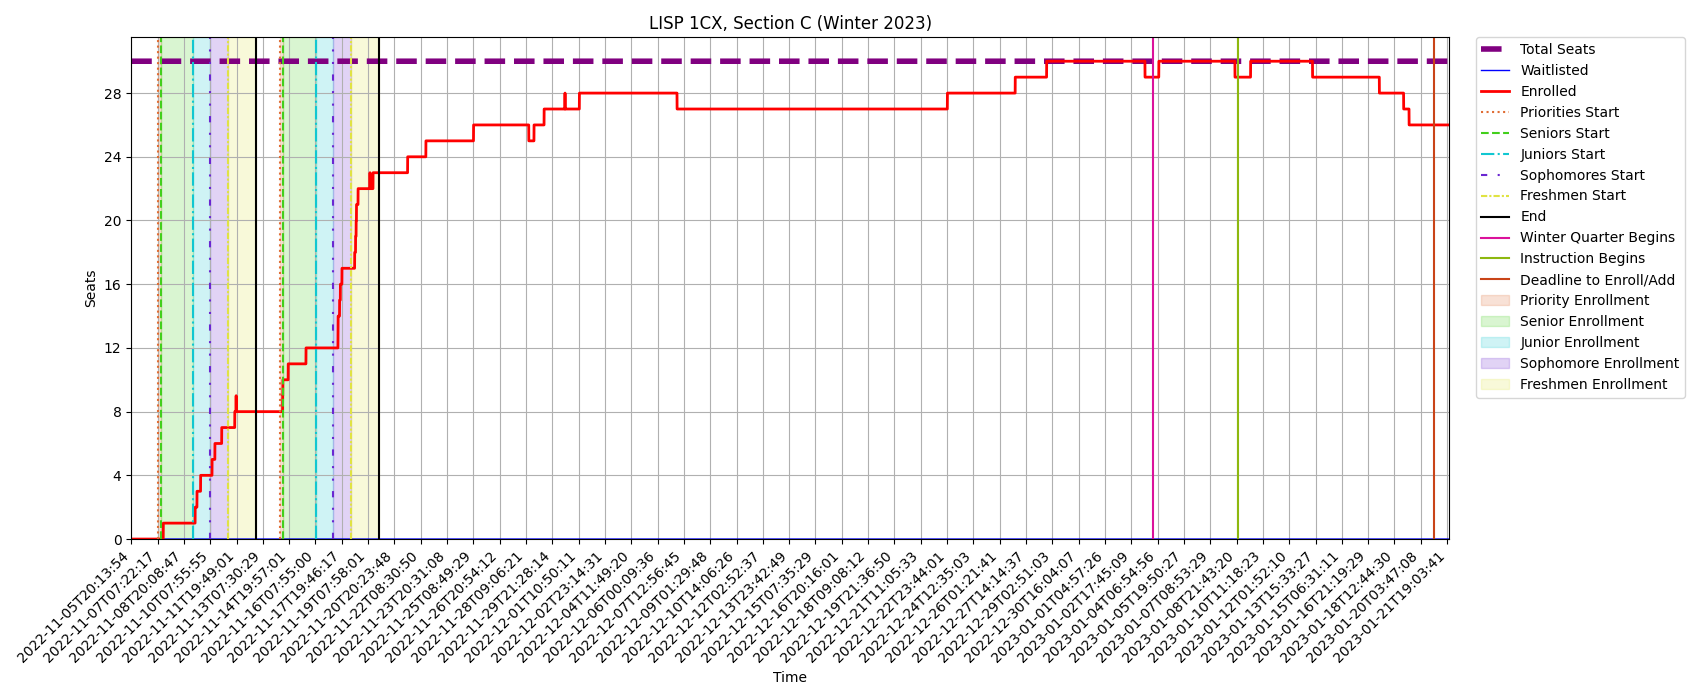 LISP 1CX, Section C (Winter 2023)
Seats
28
24
20
16
12
8
4
0
2022-11-05T20:13:54
2022-11-07T07:22:17
2022-11-08T20:08:47
2022-11-10T07:55:55
2022-11-11T19:49:01
2022-11-13T07:30:29
2022-11-14T19:57:01
2022-11-16T07:55:00
2022-11-17T19:46:17
2022-11-19T07:58:01
2022-11-20T20:23:48
2022-11-22T08:30:50
2022-11-23T20:31:08
2022-11-25T08:49:29
2022-11-26T20:54:12
2022-11-28T09:06:21
2022-11-29T21:28:14
2022-12-01T10:50:11
2022-12-02T23:14:31
2022-12-04T11:49:20
2022-12-06T00:09:36
2022-12-07T12:56:45
2022-12-09T01:29:48
2022-12-10T14:06:26
2022-12-12T02:52:37
2022-12-13T23:42:49
2022-12-15T07:35:29
2022-12-16T20:16:01
2022-12-18T09:08:12
2022-12-19T21:36:50
2022-12-21T11:05:33
2022-12-22T23:44:01
2022-12-24T12:35:03
2022-12-26T01:21:41
2022-12-27T14:14:37
2022-12-29T02:51:03
2022-12-30T16:04:07
2023-01-01T04:57:26
2023-01-02T17:45:09
2023-01-04T06:54:56
2023-01-05T19:50:27
2023-01-07T08:53:29
2023-01-08T21:43:20
2023-01-10T11:18:23
2023-01-12T01:52:10
2023-01-13T15:33:27
2023-01-15T06:31:11
2023-01-16T21:19:29
2023-01-18T12:44:30
2023-01-20T03:47:08
2023-01-21T19:03:41
Time
Total Seats
Waitlisted
Enrolled
Priorities Start
Seniors Start
Juniors Start
Sophomores Start
Freshmen Start
End
Winter Quarter Begins
Instruction Begins
Deadline to Enroll/Add
Priority Enrollment
Senior Enrollment
Junior Enrollment
Sophomore Enrollment
Freshmen Enrollment